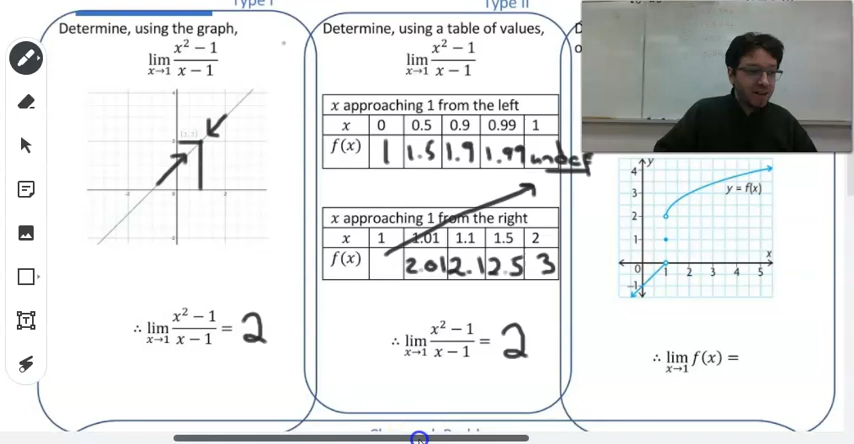 Type I
Type II
Determine, using the graph,
lim x→1 x² − 1 / x − 1
(1, 2)
∴ lim x→1 x² − 1 / x − 1 = 2
Determine, using a table of values,
lim x→1 x² − 1 / x − 1
x approaching 1 from the left
x 0 0.5 0.9 0.99 1
f(x) 1 1.5 1.9 1.99 undef
x approaching 1 from the right
x 1 1.01 1.1 1.5 2
f(x) 2.01 2.1 2.5 3
∴ lim x→1 x² − 1 / x − 1 = 2
D
o
y
4
3
2
1
0
−1
1 2 3 4 5
x
y = f(x)
∴ lim x→1 f(x) =